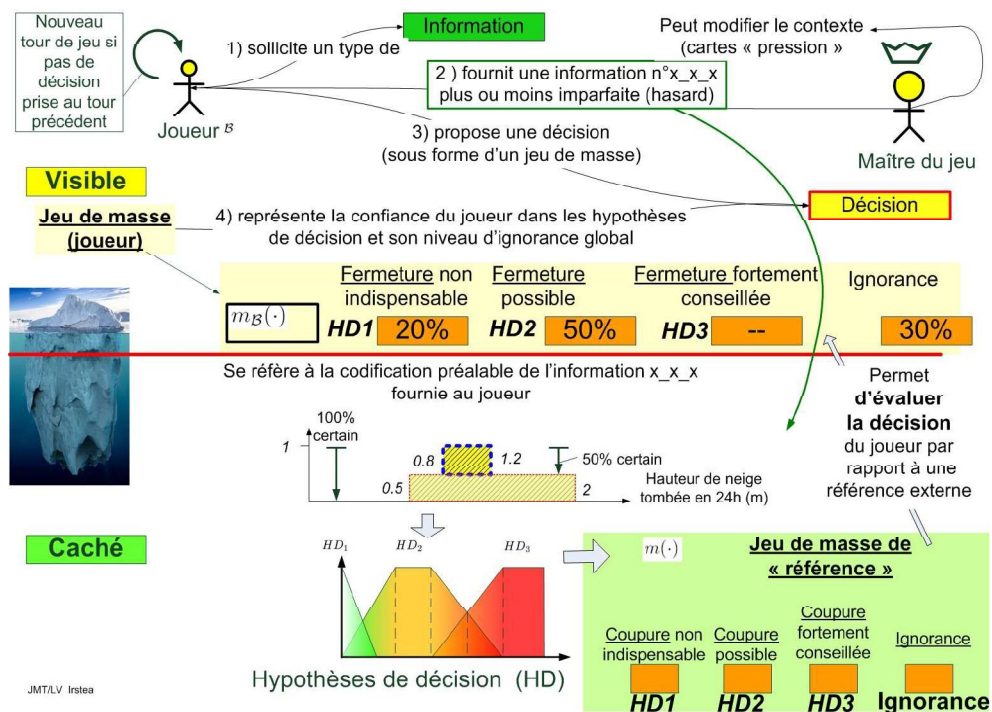 Nouveau
tour de jeu si
pas de
décision
prise au tour
précédent
1) sollicite un type de
Information
Peut modifier le contexte
(cartes « pression »
2 ) fournit une information n°x_x_x
plus ou moins imparfaite (hasard)
Joueur B
3) propose une décision
(sous forme d'un jeu de masse)
Maître du jeu
Visible
Décision
Jeu de masse
(joueur)
4) représente la confiance du joueur dans les hypothèses
de décision et son niveau d'ignorance global
Fermeture non
indispensable
Fermeture
possible
Fermeture fortement
conseillée
Ignorance
mB(·)
HD1 20%
HD2 50%
HD3 --
30%
Se réfère à la codification préalable de l'information x_x_x
fournie au joueur
Permet
d'évaluer
la décision
du joueur par
rapport à une
référence externe
100%
certain
1
0.8
1.2
50% certain
0.5
2
Hauteur de neige
tombée en 24h (m)
Caché
HD1
HD2
HD3
Hypothèses de décision (HD)
m(·)
Jeu de masse de
« référence »
Coupure non
indispensable
Coupure
possible
Coupure
fortement
conseillée
Ignorance
HD1
HD2
HD3
Ignorance
JMT/LV Irstea